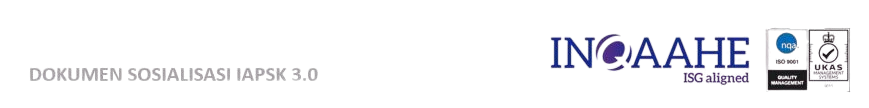 DOKUMEN SOSIALISASI IAPSK 3.0
INQAAHE
ISG aligned
nqa.
ISO 9001
QUALITY
MANAGEMENT
UKAS
MANAGEMENT
SYSTEMS